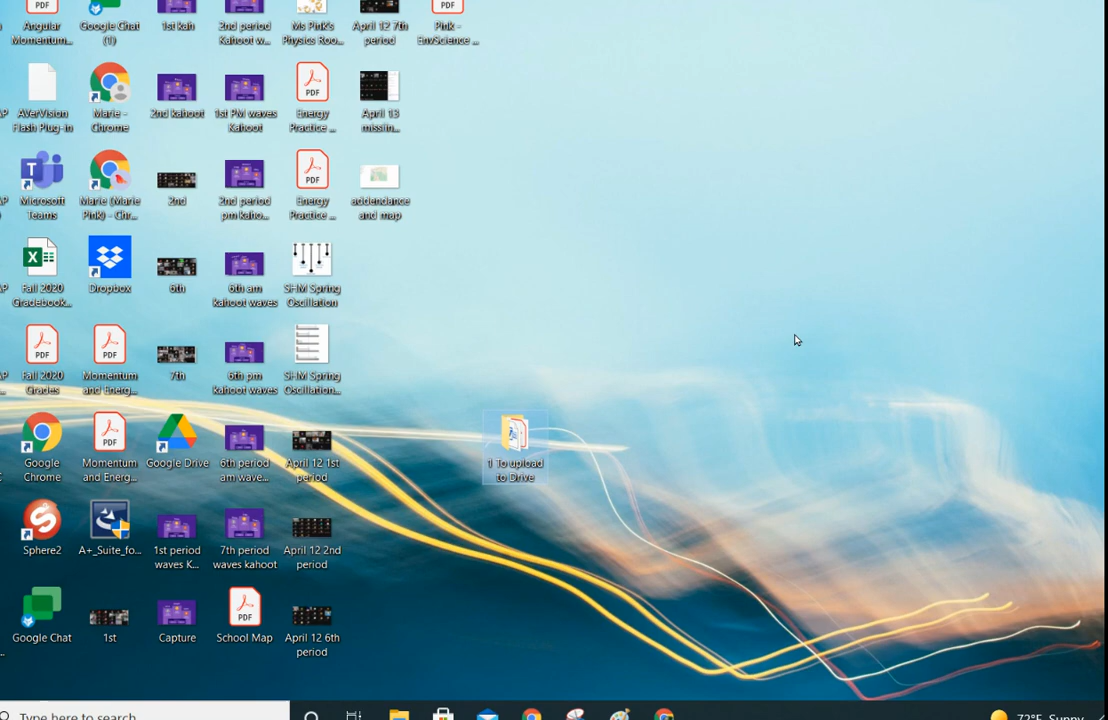 Angular
Momentum...
Google Chat
(1)
1st kah
2nd period
Kahoot w...
Ms Pink's
Physics Roo...
April 12 7th
period
Pink -
EnvScience ...
AVerVision
Flash Plug-in
Marie -
Chrome
2nd kahoot
1st PM waves
Kahoot
Energy
Practice ...
April 13
missin...
Microsoft
Teams
Marie (Marie
Pink) - Chr...
2nd
2nd period
pm kaho...
Energy
Practice ...
addendance
and map
Fall 2020
Gradebook...
Dropbox
6th
6th am
kahoot waves
SHM Spring
Oscillation
Fall 2020
Grades
Momentum
and Energ...
7th
6th pm
kahoot waves
SHM Spring
Oscillation...
Google
Chrome
Momentum
and Energ...
Google Drive
6th period
am wave...
April 12 1st
period
1 To upload
to Drive
Sphere2
A+_Suite_fo...
1st period
waves K...
7th period
waves kahoot
April 12 2nd
period
Google Chat
1st
Capture
School Map
April 12 6th
period
Type here to search
72°F Sunny